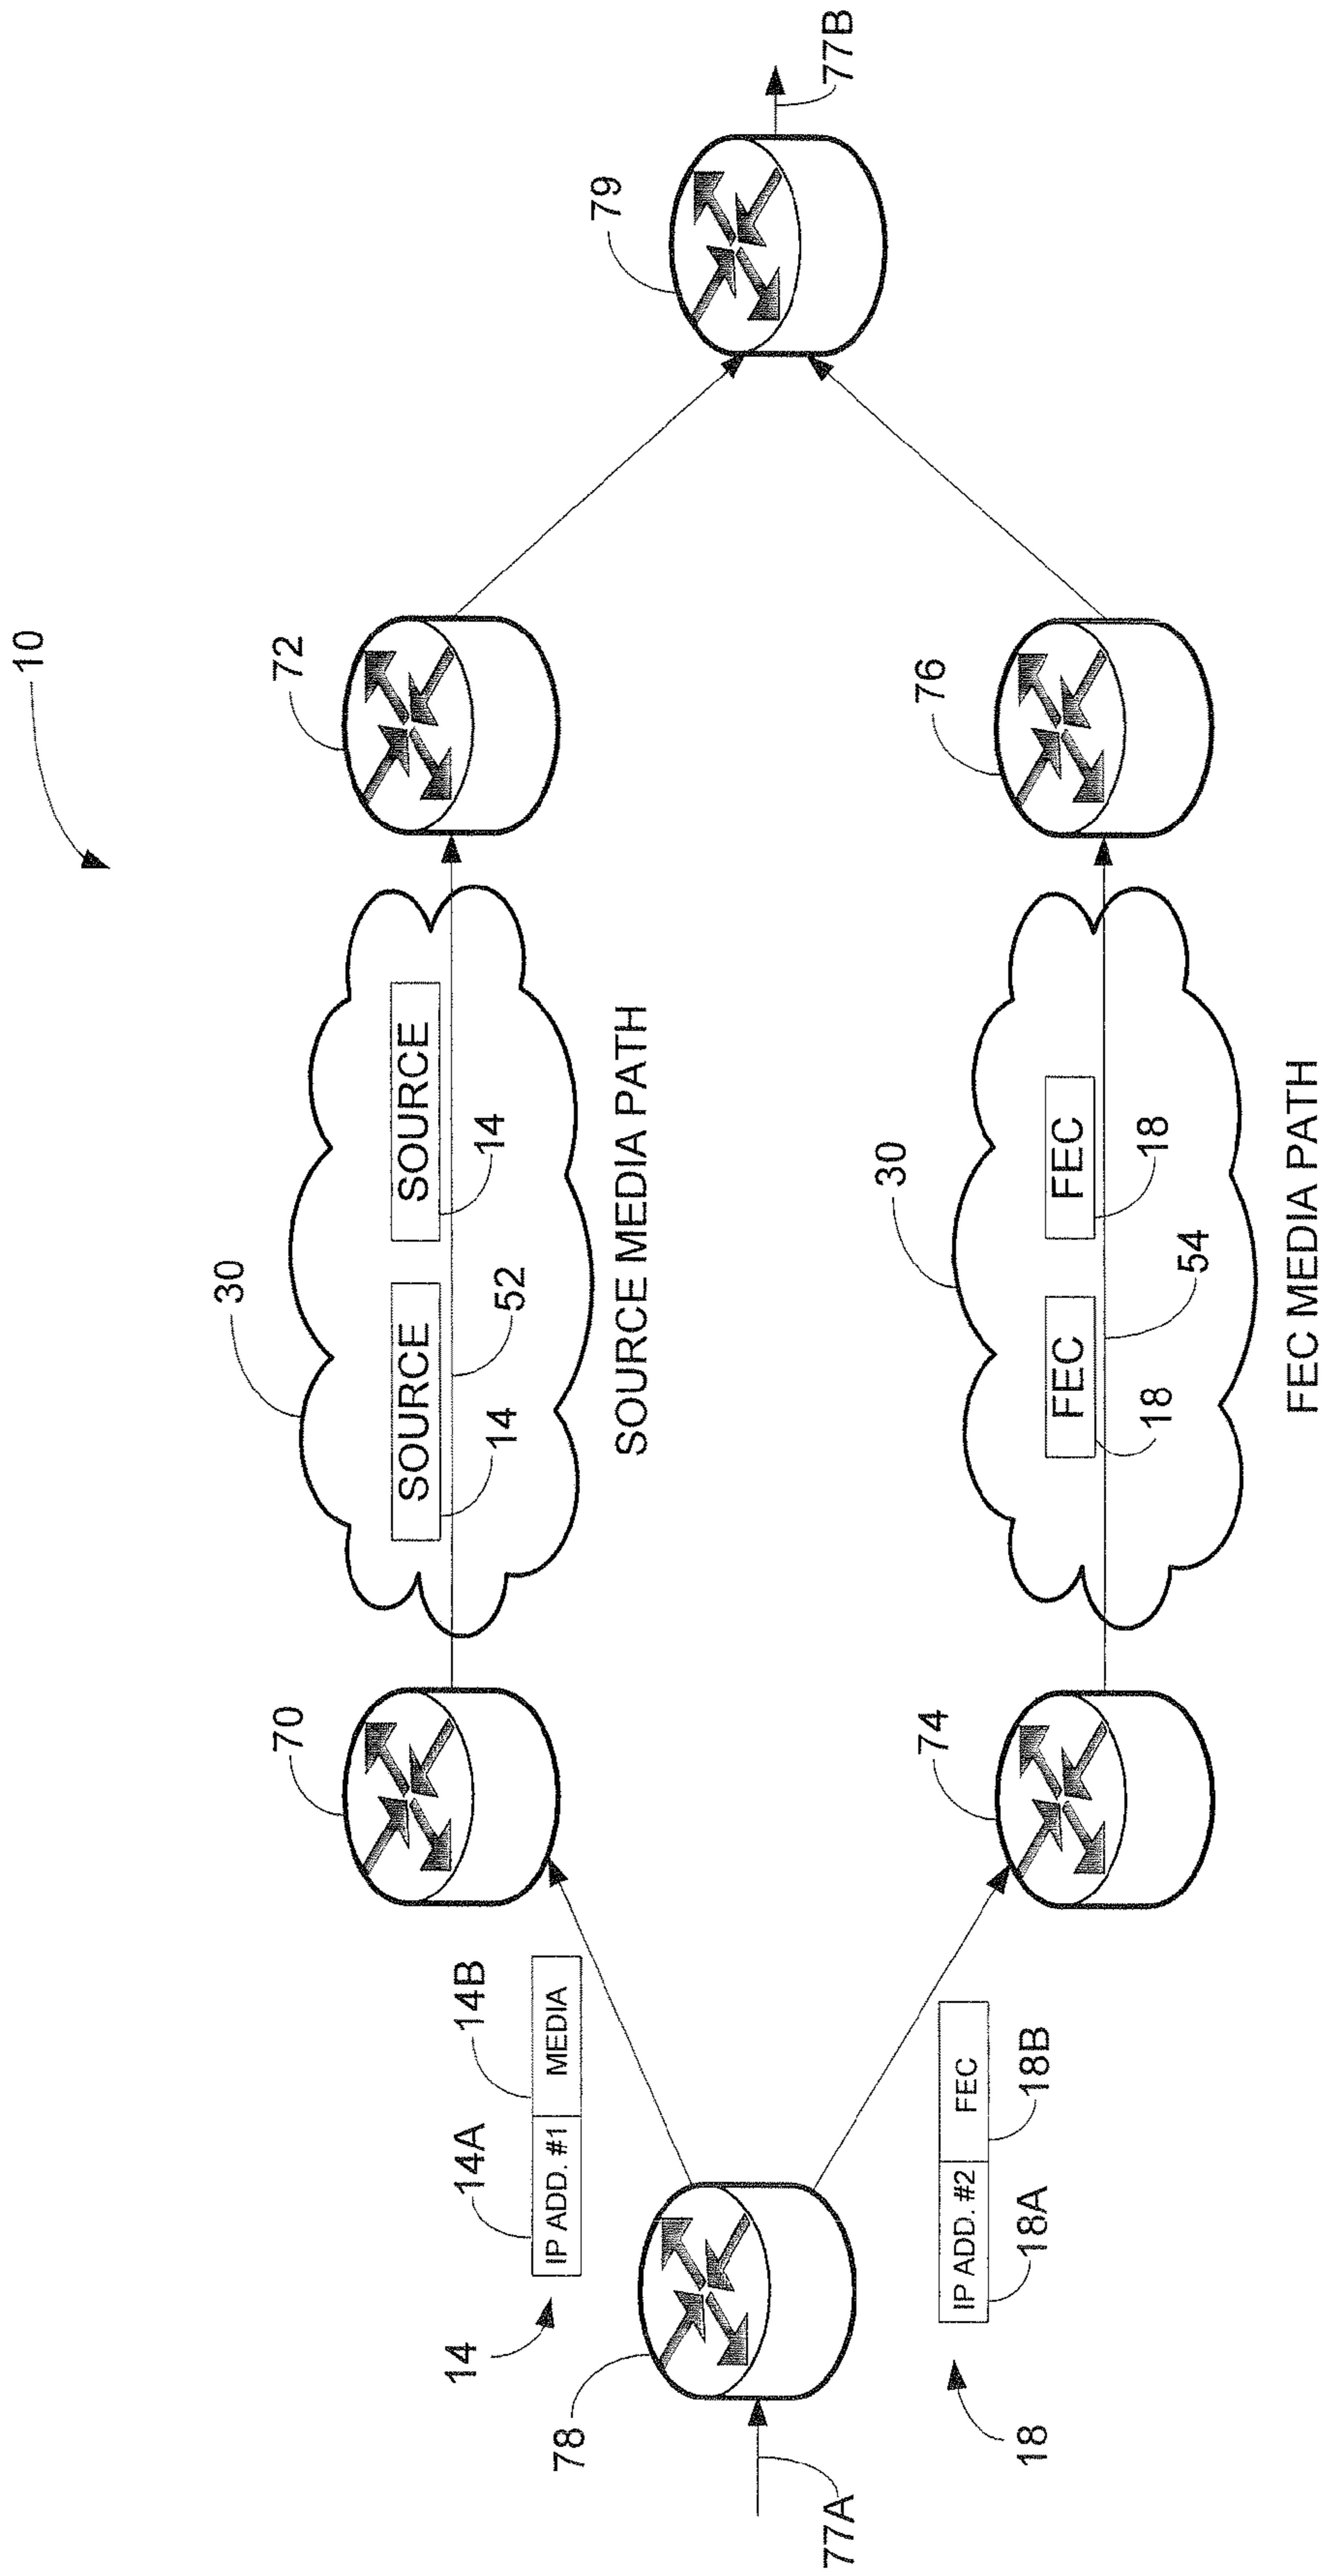 10
30
SOURCE
SOURCE
14
52
14
SOURCE MEDIA PATH
70
72
79
77B
14A
14B
14
IP ADD. #1
MEDIA
78
77A
18
IP ADD. #2
FEC
18A
18B
74
76
30
FEC
FEC
18
54
18
FEC MEDIA PATH